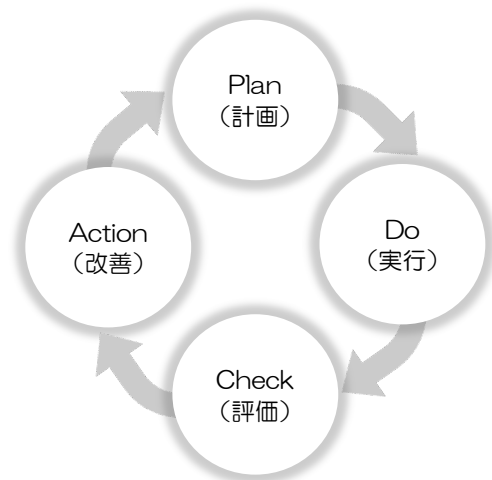 Plan
（計画）
Do
（実行）
Check
（評価）
Action
（改善）